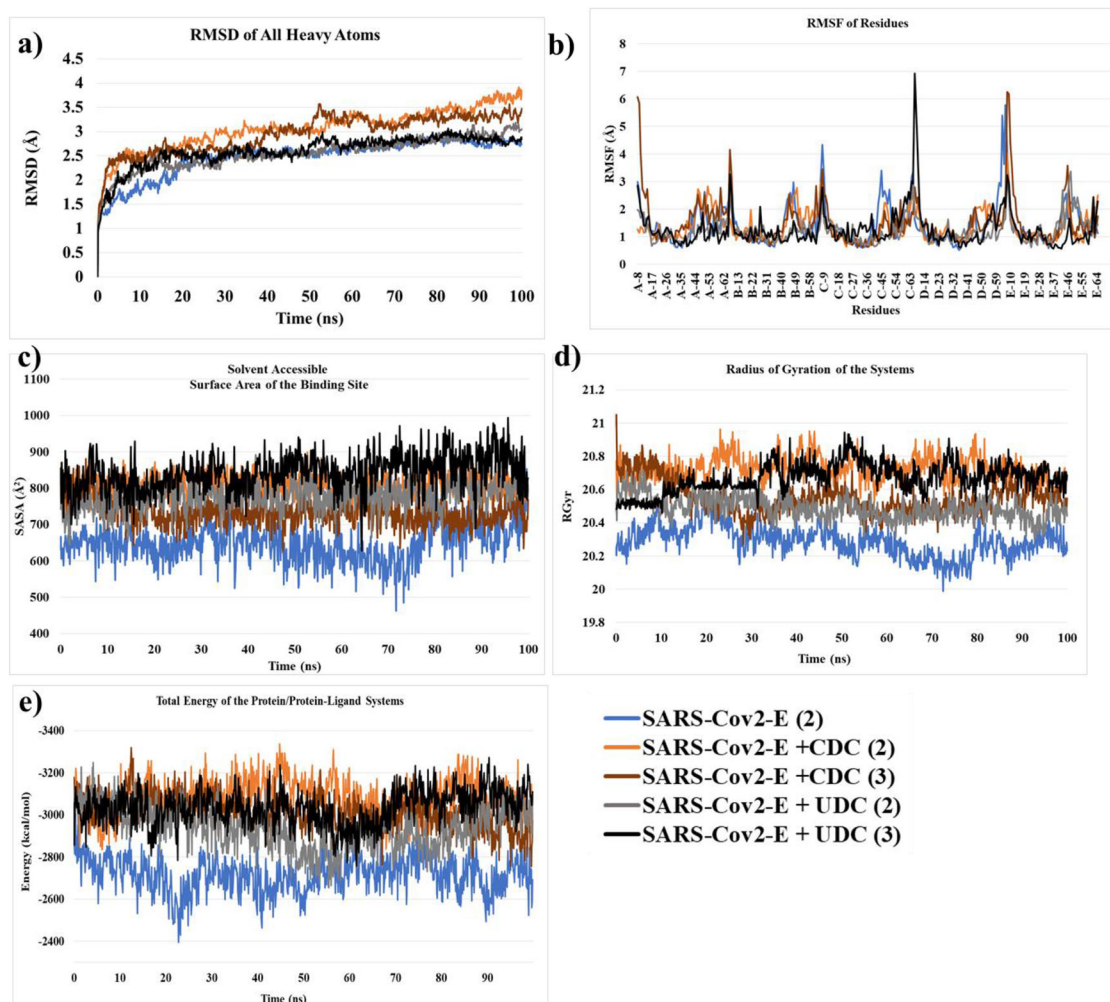 a)
RMSD of All Heavy Atoms
4.5
4
3.5
3
2.5
2
1.5
1
0.5
0
RMSD (Å)
0 10 20 30 40 50 60 70 80 90 100
Time (ns)
b)
RMSF of Residues
8
7
6
5
4
3
2
1
0
RMSF (Å)
A-8 A-17 A-26 A-35 A-44 A-53 A-62 B-13 B-22 B-31 B-40 B-49 B-58 C-9 C-18 C-27 C-36 C-45 C-54 C-63 D-14 D-23 D-32 D-41 D-50 D-59 E-10 E-19 E-28 E-37 E-46 E-55 E-64
Residues
c)
Solvent Accessible
Surface Area of the Binding Site
1100
1000
900
800
700
600
500
400
SASA (Å²)
0 10 20 30 40 50 60 70 80 90 100
Time (ns)
d)
Radius of Gyration of the Systems
21.2
21
20.8
20.6
20.4
20.2
20
19.8
RGyr
0 10 20 30 40 50 60 70 80 90 100
Time (ns)
e)
Total Energy of the Protein/Protein-Ligand Systems
-3400
-3200
-3000
-2800
-2600
-2400
Energy (kcal/mol)
0 10 20 30 40 50 60 70 80 90
Time (ns)
SARS-Cov2-E (2)
SARS-Cov2-E +CDC (2)
SARS-Cov2-E +CDC (3)
SARS-Cov2-E + UDC (2)
SARS-Cov2-E + UDC (3)